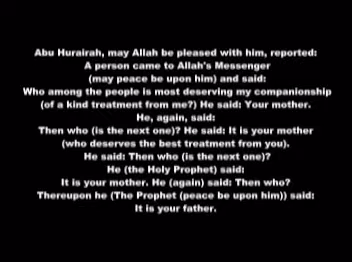 Abu Hurairah, may Allah be pleased with him, reported:
A person came to Allah's Messenger
(may peace be upon him) and said:
Who among the people is most deserving my companionship
(of a kind treatment from me?) He said: Your mother.
He, again, said:
Then who (is the next one)? He said: It is your mother
(who deserves the best treatment from you).
He said: Then who (is the next one)?
He (the Holy Prophet) said:
It is your mother. He (again) said: Then who?
Thereupon he (The Prophet (peace be upon him)) said:
It is your father.